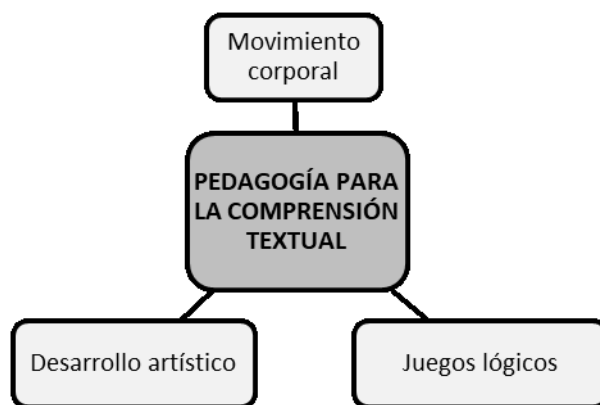 Movimiento
corporal
PEDAGOGÍA PARA
LA COMPRENSIÓN
TEXTUAL
Desarrollo artístico
Juegos lógicos